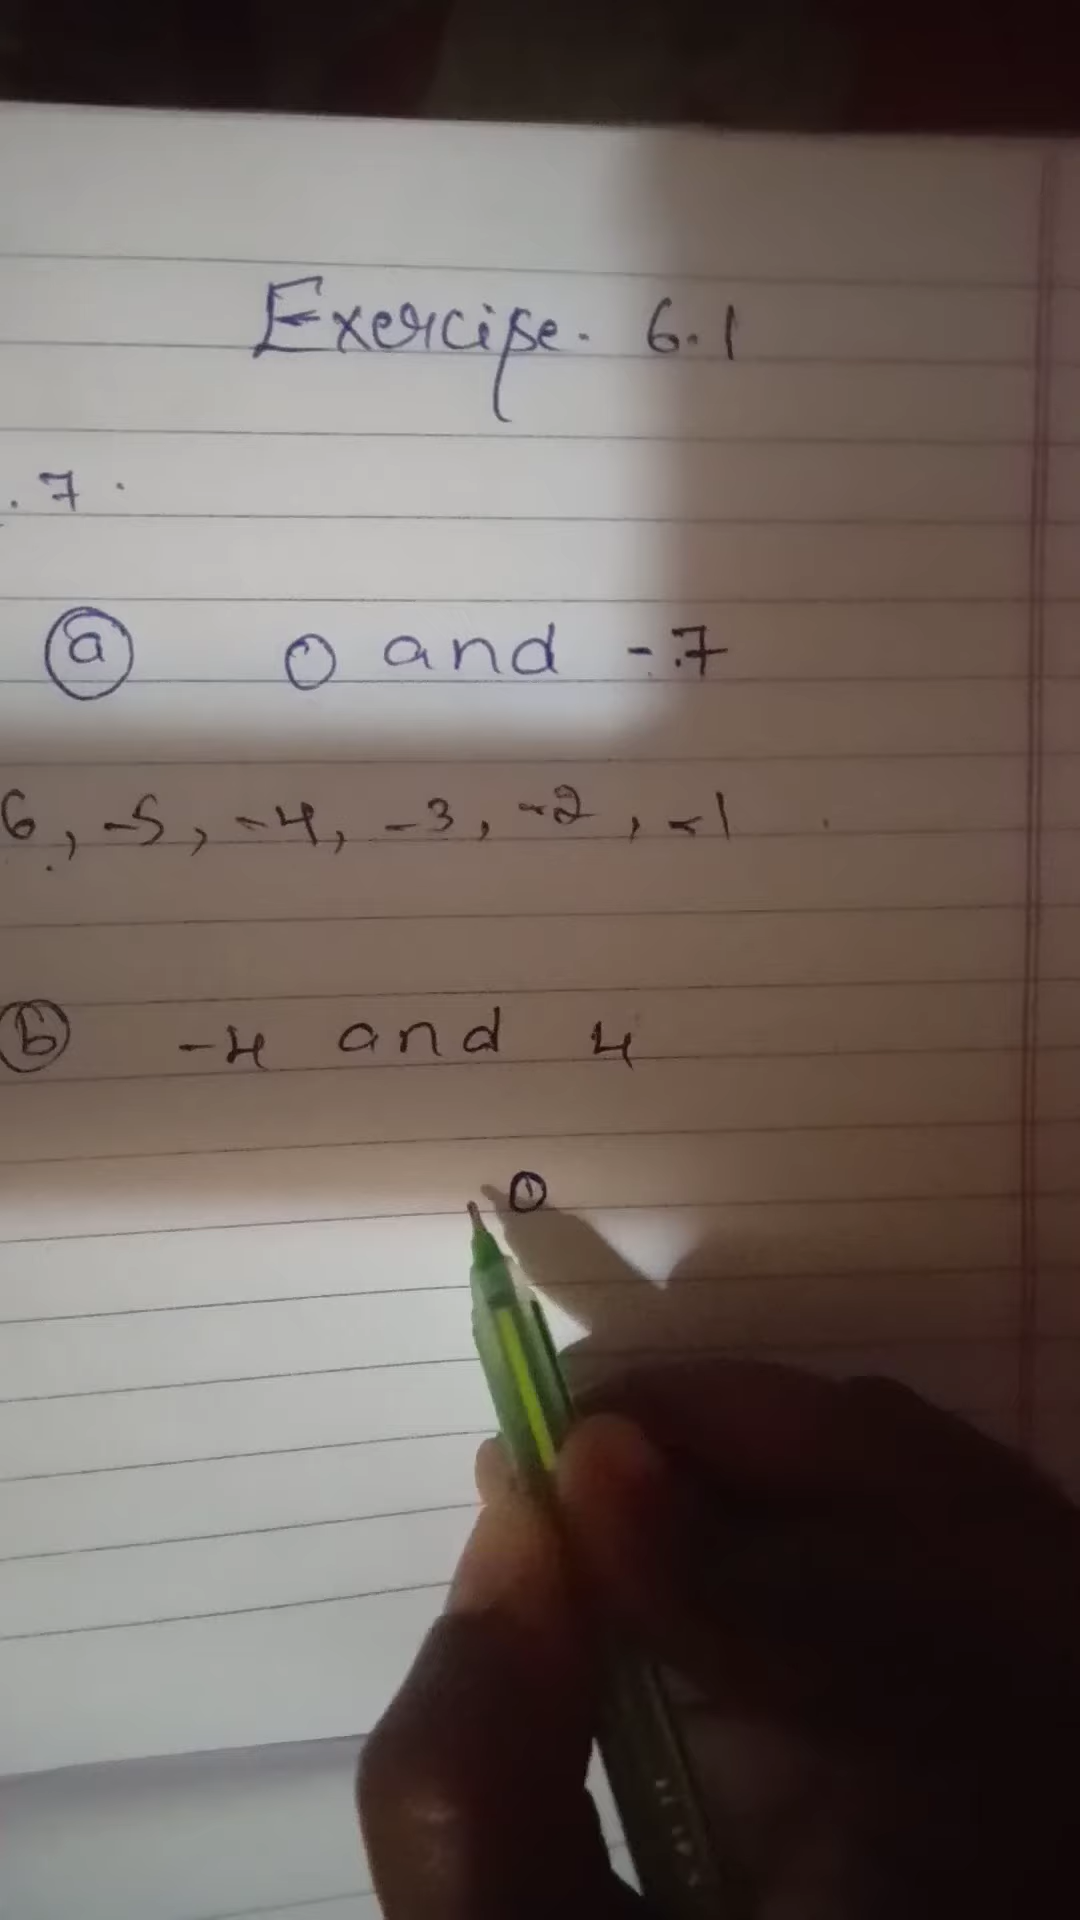 Exercise. 6.1
. 7 .
(a) 0 and -7
6, -5, -4, -3, -2, -1
(b) -4 and 4
0